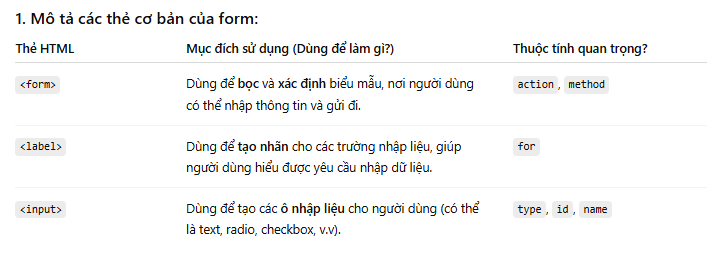 1. Mô tả các thẻ cơ bản của form:
Thẻ HTML Mục đích sử dụng (Dùng để làm gì?) Thuộc tính quan trọng?
<form> Dùng để bọc và xác định biểu mẫu, nơi người dùng action, method
có thể nhập thông tin và gửi đi.
<label> Dùng để tạo nhãn cho các trường nhập liệu, giúp for
người dùng hiểu được yêu cầu nhập dữ liệu.
<input> Dùng để tạo các ô nhập liệu cho người dùng (có thể type, id, name
là text, radio, checkbox, v.v).